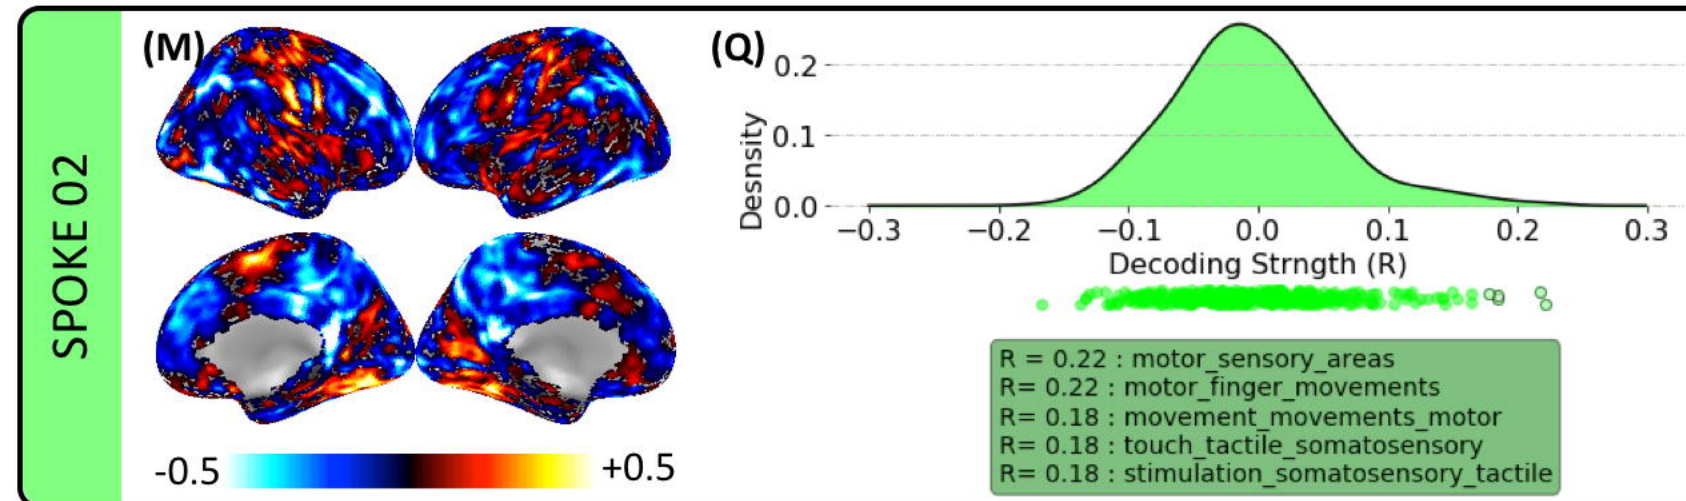 SPOKE 02
(M)
-0.5
+0.5
(Q)
Desnsity
0.2
0.1
0.0
−0.3
−0.2
−0.1
0.0
0.1
0.2
0.3
Decoding Strngth (R)
R = 0.22 : motor_sensory_areas
R= 0.22 : motor_finger_movements
R= 0.18 : movement_movements_motor
R= 0.18 : touch_tactile_somatosensory
R= 0.18 : stimulation_somatosensory_tactile